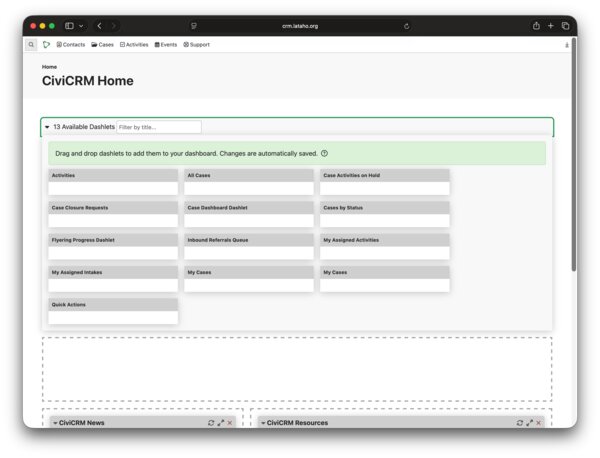 crm.lataho.org
Contacts Cases Activities Events Support
Home
CiviCRM Home
13 Available Dashlets Filter by title...
Drag and drop dashlets to add them to your dashboard. Changes are automatically saved.
Activities All Cases Case Activities on Hold
Case Closure Requests Case Dashboard Dashlet Cases by Status
Flyering Progress Dashlet Inbound Referrals Queue My Assigned Activities
My Assigned Intakes My Cases My Cases
Quick Actions
CiviCRM News CiviCRM Resources